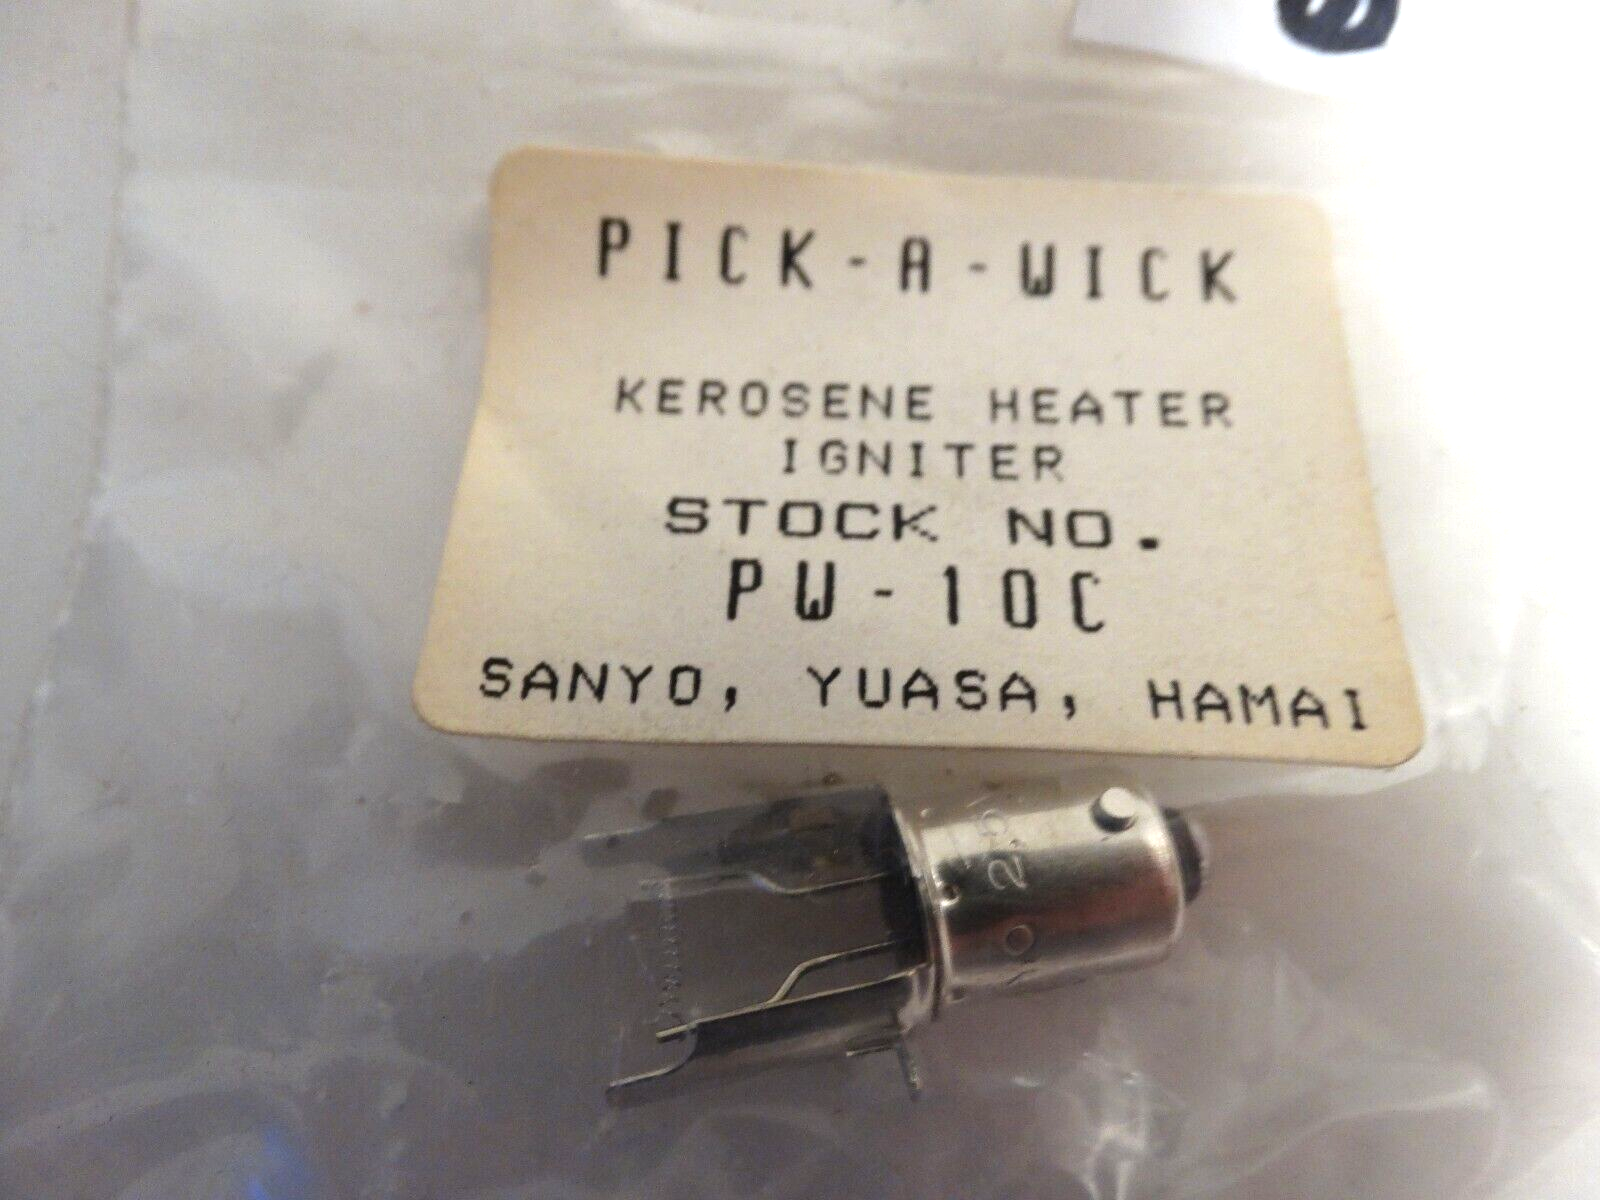 PICK-A-WICK
KEROSENE HEATER
IGNITER
STOCK NO.
PW-10C
SANYO, YUASA, HAMAI